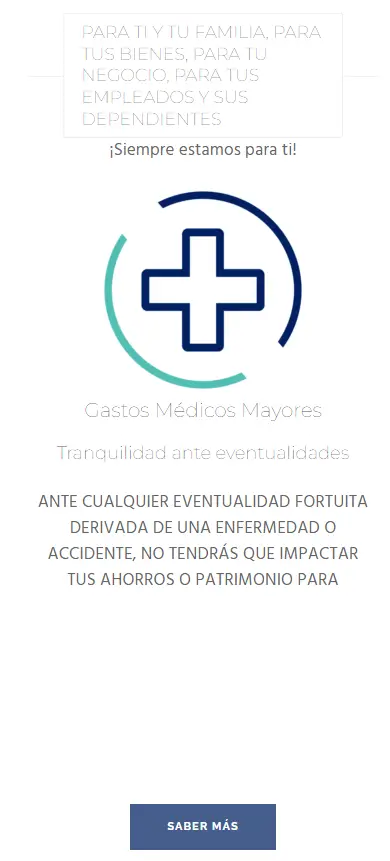 PARA TI Y TU FAMILIA, PARA
TUS BIENES, PARA TU
NEGOCIO, PARA TUS
EMPLEADOS Y SUS
DEPENDIENTES
¡Siempre estamos para ti!
Gastos Médicos Mayores
Tranquilidad ante eventualidades
ANTE CUALQUIER EVENTUALIDAD FORTUITA
DERIVADA DE UNA ENFERMEDAD O
ACCIDENTE, NO TENDRÁS QUE IMPACTAR
TUS AHORROS O PATRIMONIO PARA
SABER MÁS